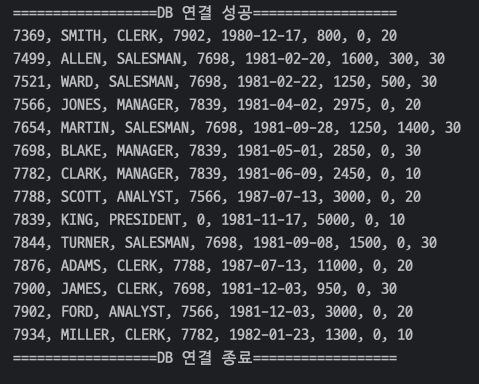 ==================DB 연결 성공==================
7369, SMITH, CLERK, 7902, 1980-12-17, 800, 0, 20
7499, ALLEN, SALESMAN, 7698, 1981-02-20, 1600, 300, 30
7521, WARD, SALESMAN, 7698, 1981-02-22, 1250, 500, 30
7566, JONES, MANAGER, 7839, 1981-04-02, 2975, 0, 20
7654, MARTIN, SALESMAN, 7698, 1981-09-28, 1250, 1400, 30
7698, BLAKE, MANAGER, 7839, 1981-05-01, 2850, 0, 30
7782, CLARK, MANAGER, 7839, 1981-06-09, 2450, 0, 10
7788, SCOTT, ANALYST, 7566, 1987-07-13, 3000, 0, 20
7839, KING, PRESIDENT, 0, 1981-11-17, 5000, 0, 10
7844, TURNER, SALESMAN, 7698, 1981-09-08, 1500, 0, 30
7876, ADAMS, CLERK, 7788, 1987-07-13, 11000, 0, 20
7900, JAMES, CLERK, 7698, 1981-12-03, 950, 0, 30
7902, FORD, ANALYST, 7566, 1981-12-03, 3000, 0, 20
7934, MILLER, CLERK, 7782, 1982-01-23, 1300, 0, 10
==================DB 연결 종료==================